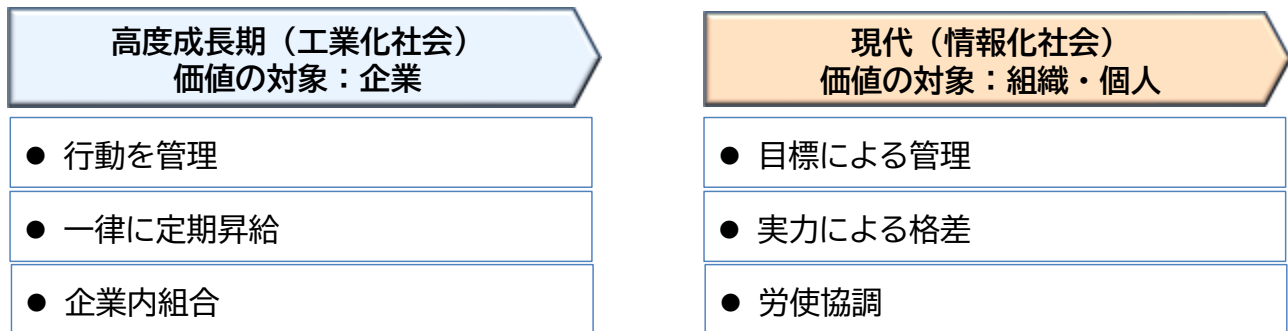 高度成長期（工業化社会）
価値の対象：企業
● 行動を管理
● 一律に定期昇給
● 企業内組合
現代（情報化社会）
価値の対象：組織・個人
● 目標による管理
● 実力による格差
● 労使協調